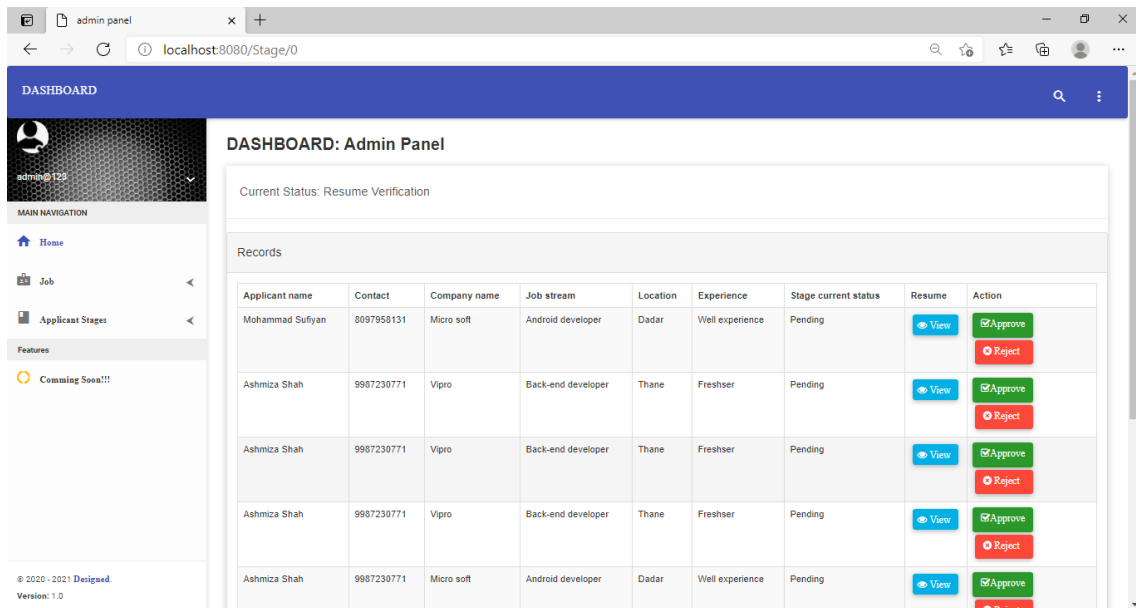 admin panel
localhost:8080/Stage/0
DASHBOARD
admin@123
MAIN NAVIGATION
Home
Job
Applicant Stages
Features
Comming Soon!!!
© 2020 - 2021 Designed.
Version: 1.0
DASHBOARD: Admin Panel
Current Status: Resume Verification
Records
Applicant name Contact Company name Job stream Location Experience Stage current status Resume Action
Mohammad Sufiyan 8097958131 Micro soft Android developer Dadar Well experience Pending View Approve
Reject
Ashmiza Shah 9987230771 Vipro Back-end developer Thane Freshser Pending View Approve
Reject
Ashmiza Shah 9987230771 Vipro Back-end developer Thane Freshser Pending View Approve
Reject
Ashmiza Shah 9987230771 Vipro Back-end developer Thane Freshser Pending View Approve
Reject
Ashmiza Shah 9987230771 Micro soft Android developer Dadar Well experience Pending View Approve